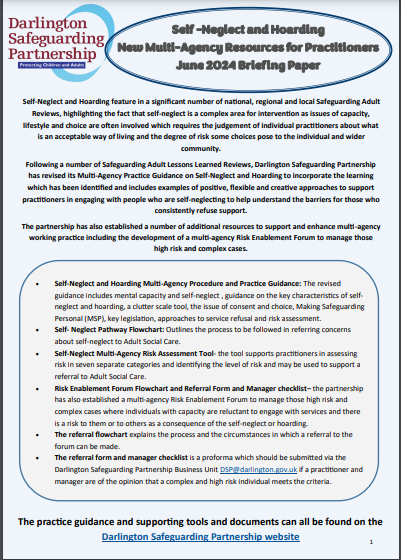 Darlington
Safeguarding
Partnership
Protecting Children and Adults
Self -Neglect and Hoarding
New Multi-Agency Resources for Practitioners
June 2024 Briefing Paper
Self-Neglect and Hoarding feature in a significant number of national, regional and local Safeguarding Adult
Reviews, highlighting the fact that self-neglect is a complex area for intervention as issues of capacity,
lifestyle and choice are often involved which requires the judgement of individual practitioners about what
is an acceptable way of living and the degree of risk some choices pose to the individual and wider
community.
Following a number of Safeguarding Adult Lessons Learned Reviews, Darlington Safeguarding Partnership
has revised its Multi-Agency Practice Guidance on Self-Neglect and Hoarding to incorporate the learning
which has been identified and includes examples of positive, flexible and creative approaches to support
practitioners in engaging with people who are self-neglecting to help understand the barriers for those who
consistently refuse support.
The partnership has also established a number of additional resources to support and enhance multi-agency
working practice including the development of a multi-agency Risk Enablement Forum to manage those
high risk and complex cases.
• Self-Neglect and Hoarding Multi-Agency Procedure and Practice Guidance: The revised
guidance includes mental capacity and self-neglect , guidance on the key characteristics of self-
neglect and hoarding, a clutter scale tool, the issue of consent and choice, Making Safeguarding
Personal (MSP), key legislation, approaches to service refusal and risk assessment.
• Self- Neglect Pathway Flowchart: Outlines the process to be followed in referring concerns
about self-neglect to Adult Social Care.
• Self-Neglect Multi-Agency Risk Assessment Tool- the tool supports practitioners in assessing
risk in seven separate categories and identifying the level of risk and may be used to support a
referral to Adult Social Care.
• Risk Enablement Forum Flowchart and Referral Form and Manager checklist– the partnership
has also established a multi-agency Risk Enablement Forum to manage those high risk and
complex cases where individuals with capacity are reluctant to engage with services and there
is a risk to them or to others as a consequence of the self-neglect or hoarding.
• The referral flowchart explains the process and the circumstances in which a referral to the
forum can be made.
• The referral form and manager checklist is a proforma which should be submitted via the
Darlington Safeguarding Partnership Business Unit DSP@darlington.gov.uk if a practitioner and
manager are of the opinion that a complex and high risk individual meets the criteria.
The practice guidance and supporting tools and documents can all be found on the
Darlington Safeguarding Partnership website
1